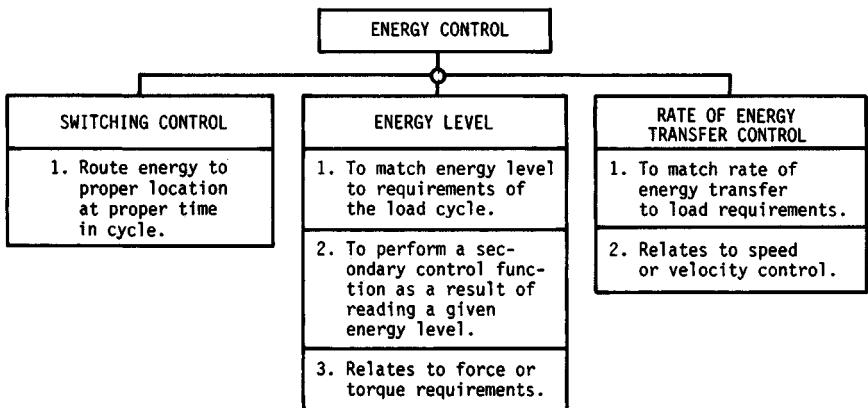 ENERGY CONTROL
SWITCHING CONTROL
1. Route energy to
proper location
at proper time
in cycle.
ENERGY LEVEL
1. To match energy level
to requirements of
the load cycle.
2. To perform a sec-
ondary control func-
tion as a result of
reading a given
energy level.
3. Relates to force or
torque requirements.
RATE OF ENERGY
TRANSFER CONTROL
1. To match rate of
energy transfer
to load requirements.
2. Relates to speed
or velocity control.